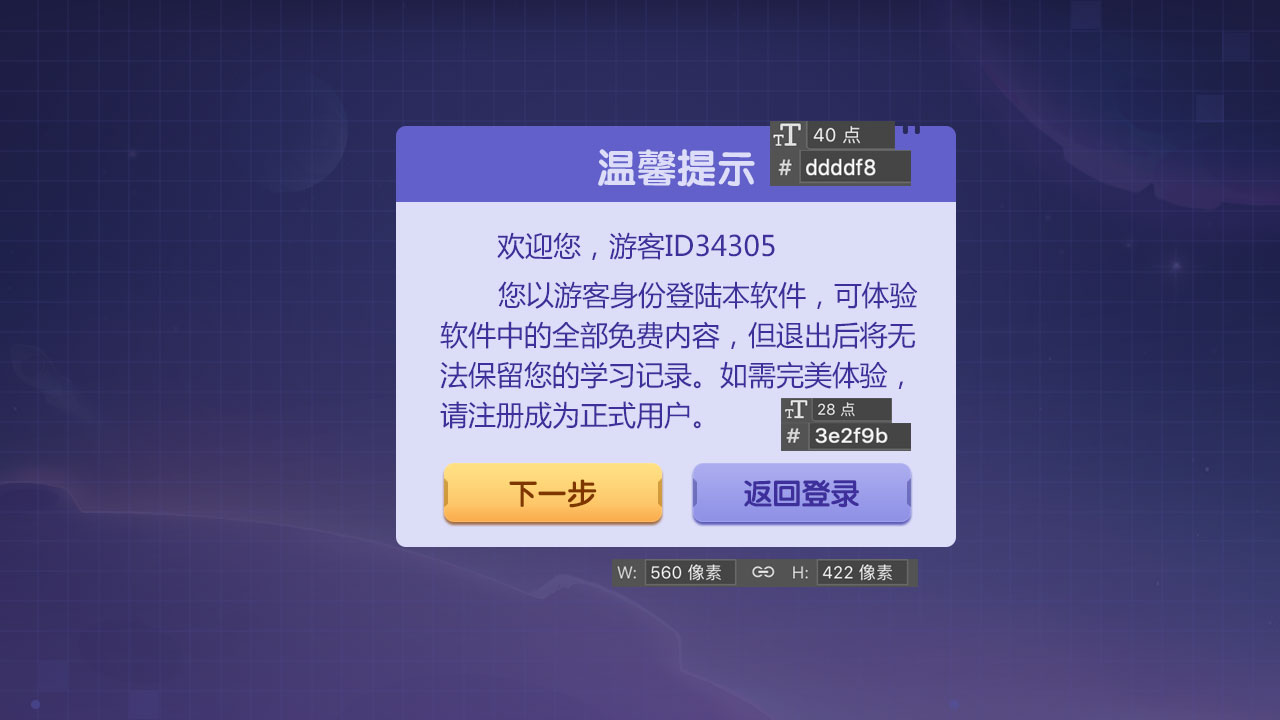 40 点
温馨提示
# ddddf8
欢迎您，游客ID34305
您以游客身份登陆本软件，可体验
软件中的全部免费内容，但退出后将无
法保留您的学习记录。如需完美体验，
请注册成为正式用户。
28 点
# 3e2f9b
下一步
返回登录
W: 560 像素 H: 422 像素